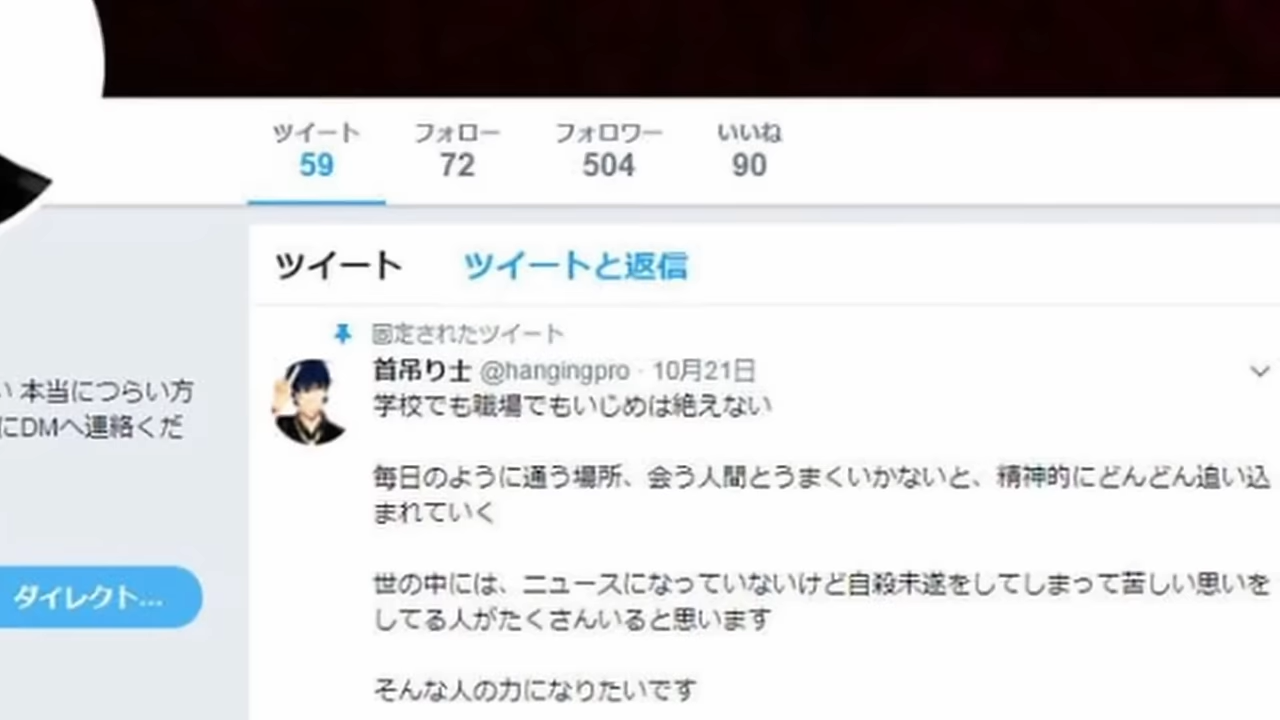 ツイート フォロー フォロワー いいね
59 72 504 90
ツイート ツイートと返信
固定されたツイート
首吊り士 @hangingpro · 10月21日
学校でも職場でもいじめは絶えない
毎日のように通う場所、会う人間とうまくいかないと、精神的にどんどん追い込
まれていく
世の中には、ニュースになっていないけど自殺未遂をしてしまって苦しい思いを
してる人がたくさんいると思います
そんな人の力になりたいです
い 本当につらい方
にDMへ連絡くだ
ダイレクト...